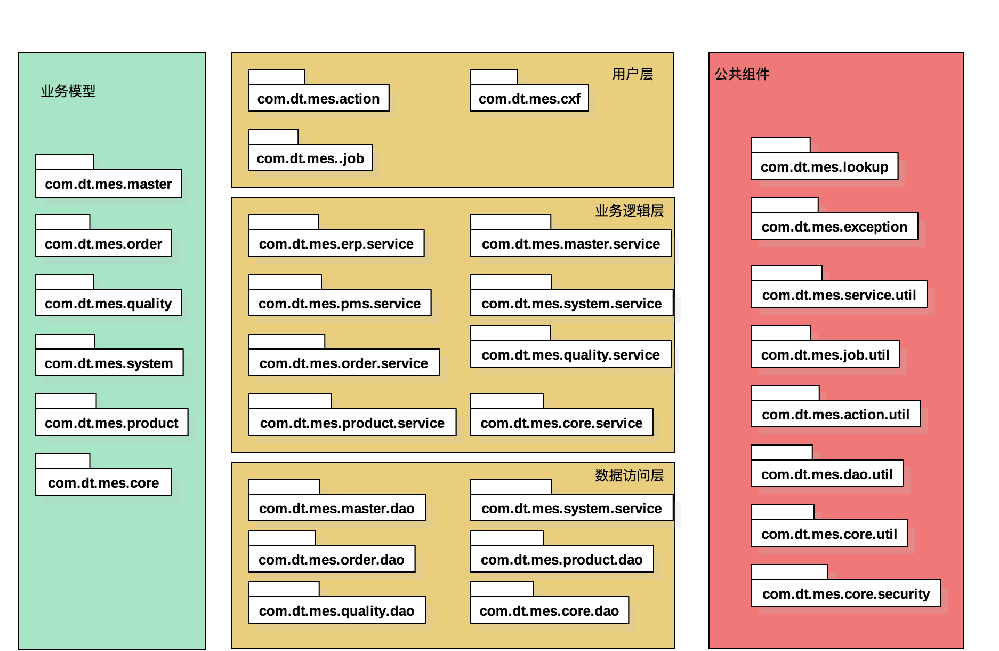 业务模型
com.dt.mes.master
com.dt.mes.order
com.dt.mes.quality
com.dt.mes.system
com.dt.mes.product
com.dt.mes.core
用户层
com.dt.mes.action
com.dt.mes.cxf
com.dt.mes..job
业务逻辑层
com.dt.mes.erp.service
com.dt.mes.master.service
com.dt.mes.pms.service
com.dt.mes.system.service
com.dt.mes.order.service
com.dt.mes.quality.service
com.dt.mes.product.service
com.dt.mes.core.service
数据访问层
com.dt.mes.master.dao
com.dt.mes.system.service
com.dt.mes.order.dao
com.dt.mes.product.dao
com.dt.mes.quality.dao
com.dt.mes.core.dao
公共组件
com.dt.mes.lookup
com.dt.mes.exception
com.dt.mes.service.util
com.dt.mes.job.util
com.dt.mes.action.util
com.dt.mes.dao.util
com.dt.mes.core.util
com.dt.mes.core.security